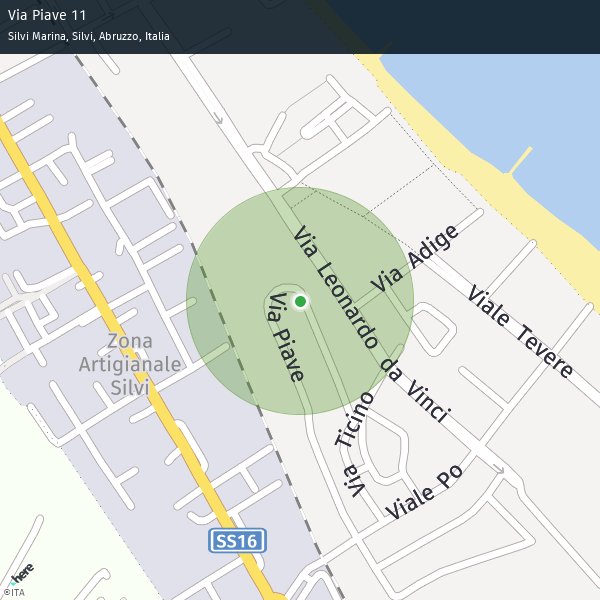 Via Piave 11
Silvi Marina, Silvi, Abruzzo, Italia
Via Leonardo da Vinci
Via Adige
Viale Tevere
Via Piave
Zona
Artigianale
Silvi
Via Ticino
Viale Po
SS16
here
©ITA